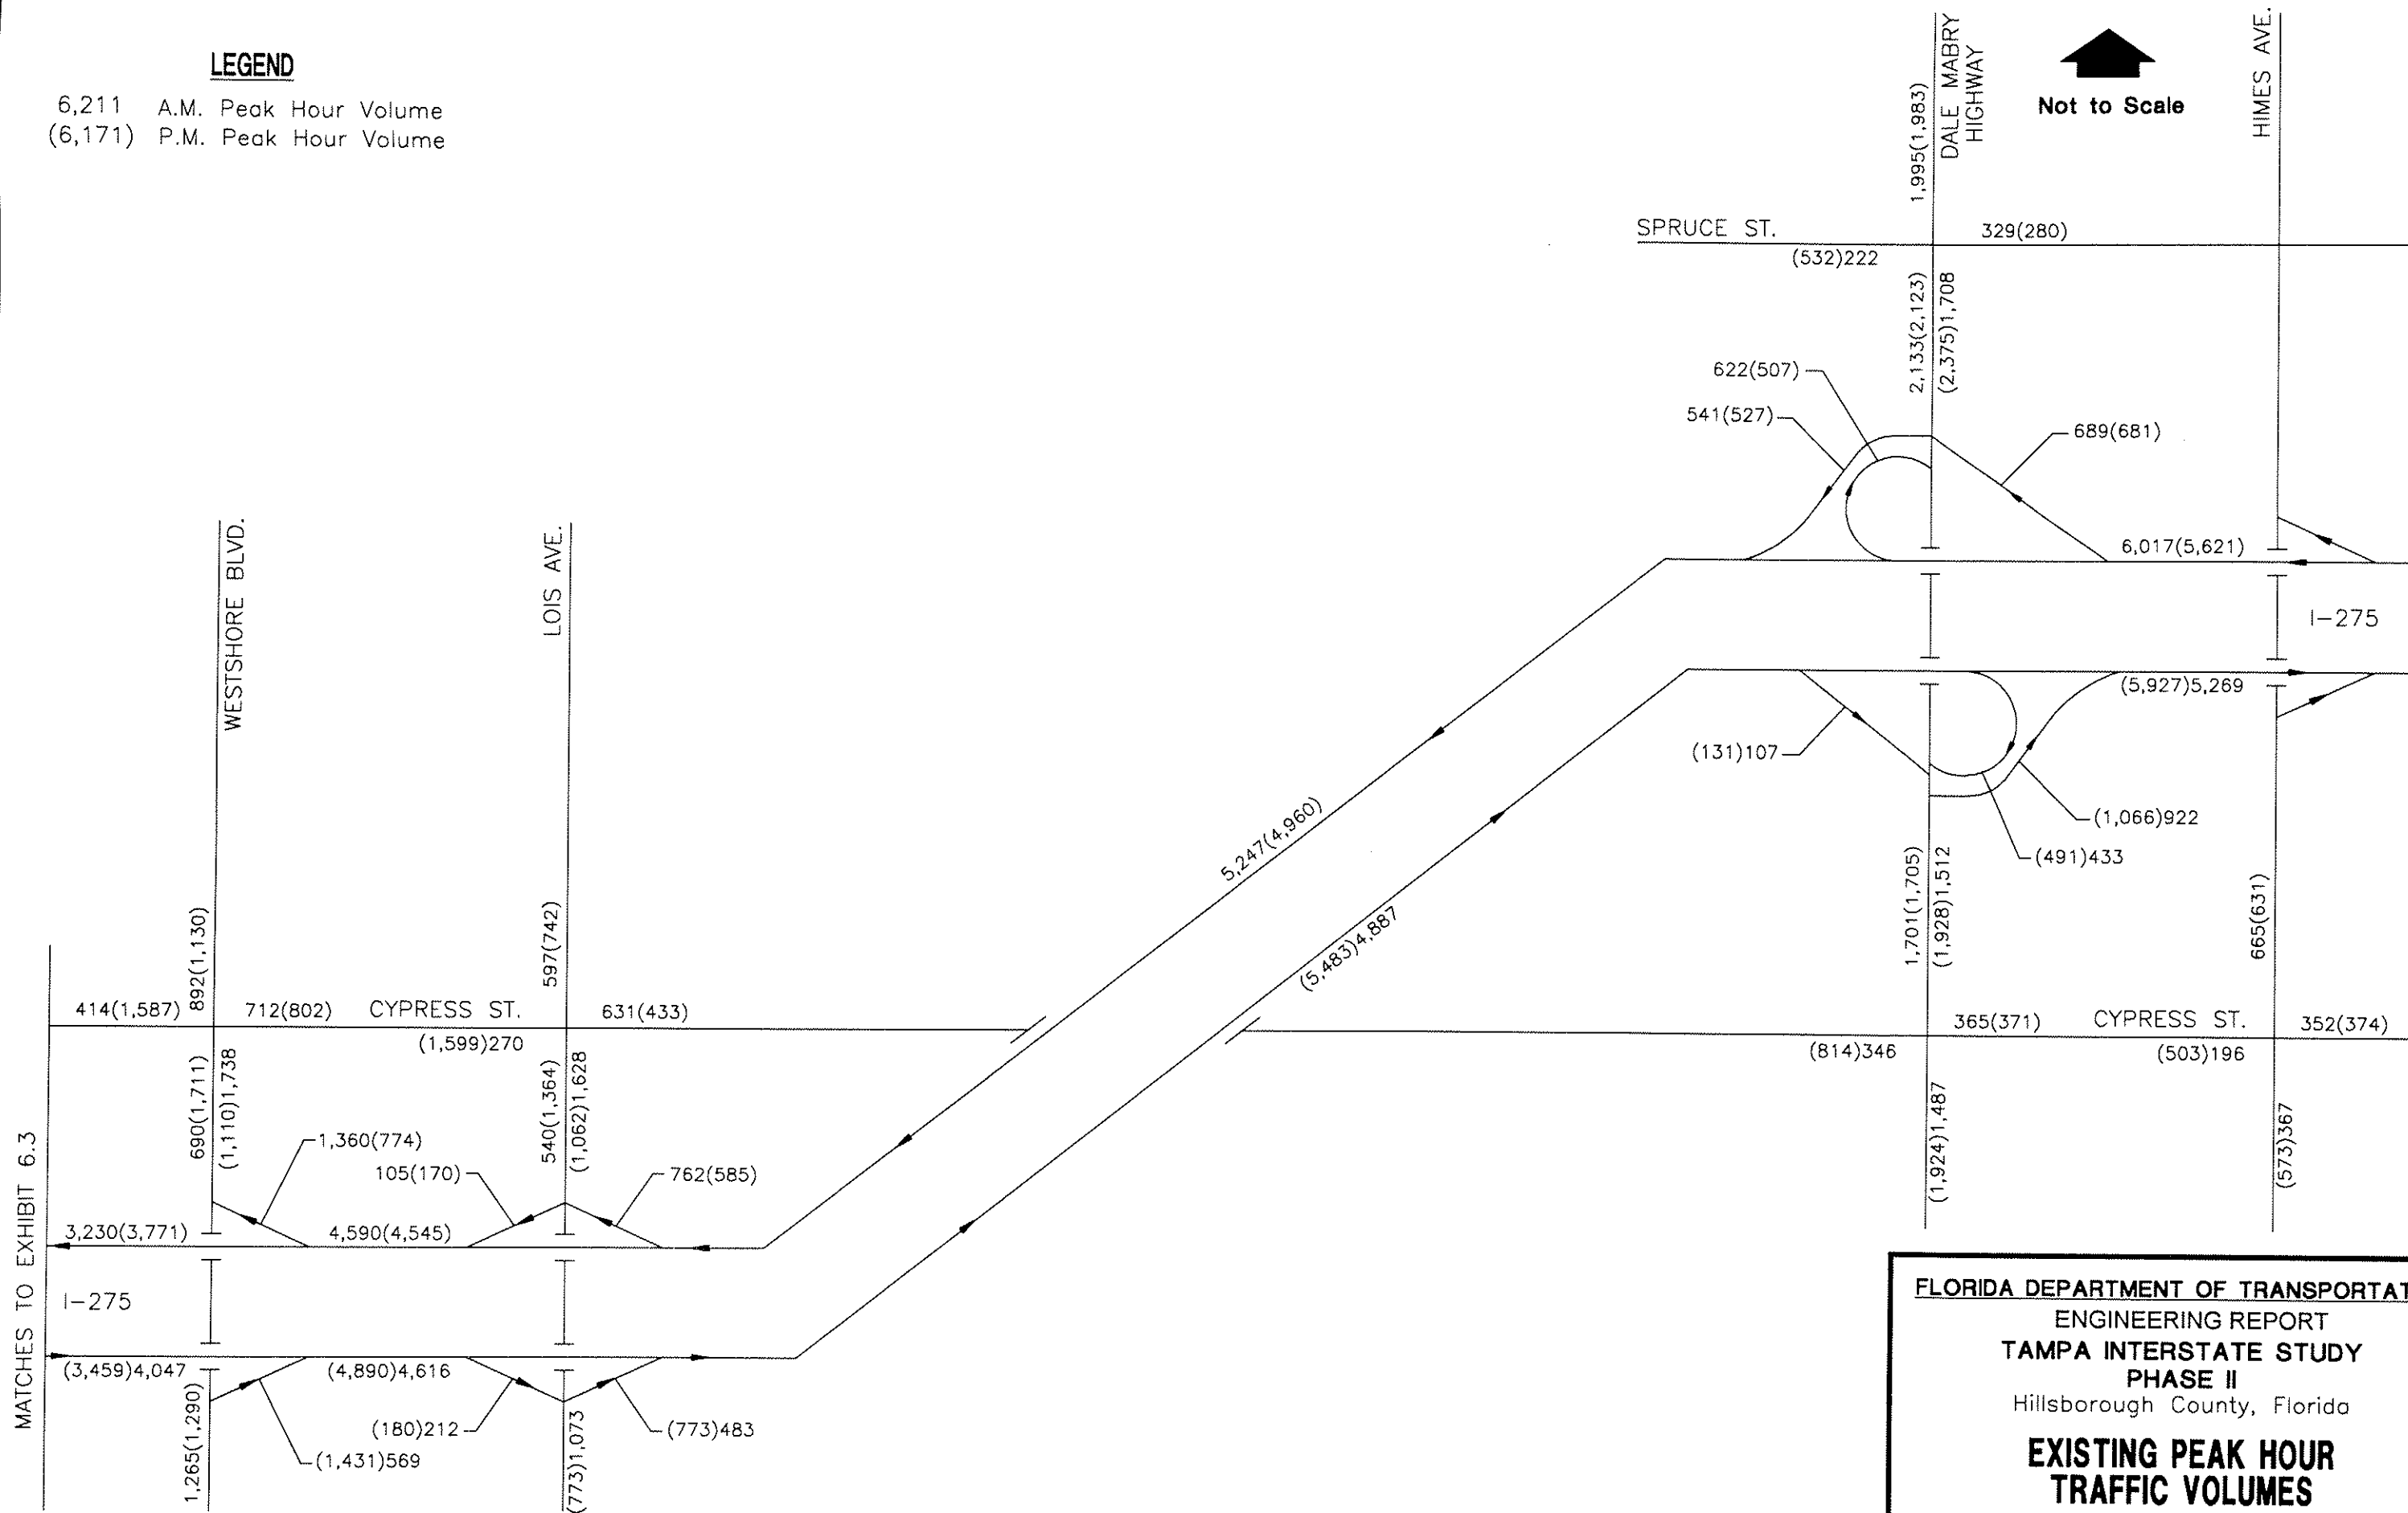 LEGEND
6,211 A.M. Peak Hour Volume
(6,171) P.M. Peak Hour Volume
Not to Scale
DALE MABRY
HIGHWAY
HIMES AVE.
1,995(1,983)
SPRUCE ST.
329(280)
(532)222
2,133(2,123)
(2,375)1,708
622(507)
541(527)
689(681)
6,017(5,621)
I-275
(5,927)5,269
(131)107
(1,066)922
(491)433
1,701(1,705)
(1,928)1,512
665(631)
WESTSHORE BLVD.
LOIS AVE.
5,247(4,960)
(5,483)4,887
892(1,130)
597(742)
414(1,587)
712(802)
CYPRESS ST.
631(433)
(1,599)270
365(371)
CYPRESS ST.
352(374)
(814)346
(503)196
690(1,711)
(1,110)1,738
540(1,364)
(1,062)1,628
(1,924)1,487
(573)367
1,360(774)
105(170)
762(585)
3,230(3,771)
4,590(4,545)
MATCHES TO EXHIBIT 6.3
I-275
(3,459)4,047
(4,890)4,616
1,265(1,290)
(180)212
(773)483
(1,431)569
(773)1,073
FLORIDA DEPARTMENT OF TRANSPORTAT
ENGINEERING REPORT
TAMPA INTERSTATE STUDY
PHASE II
Hillsborough County, Florida
EXISTING PEAK HOUR
TRAFFIC VOLUMES